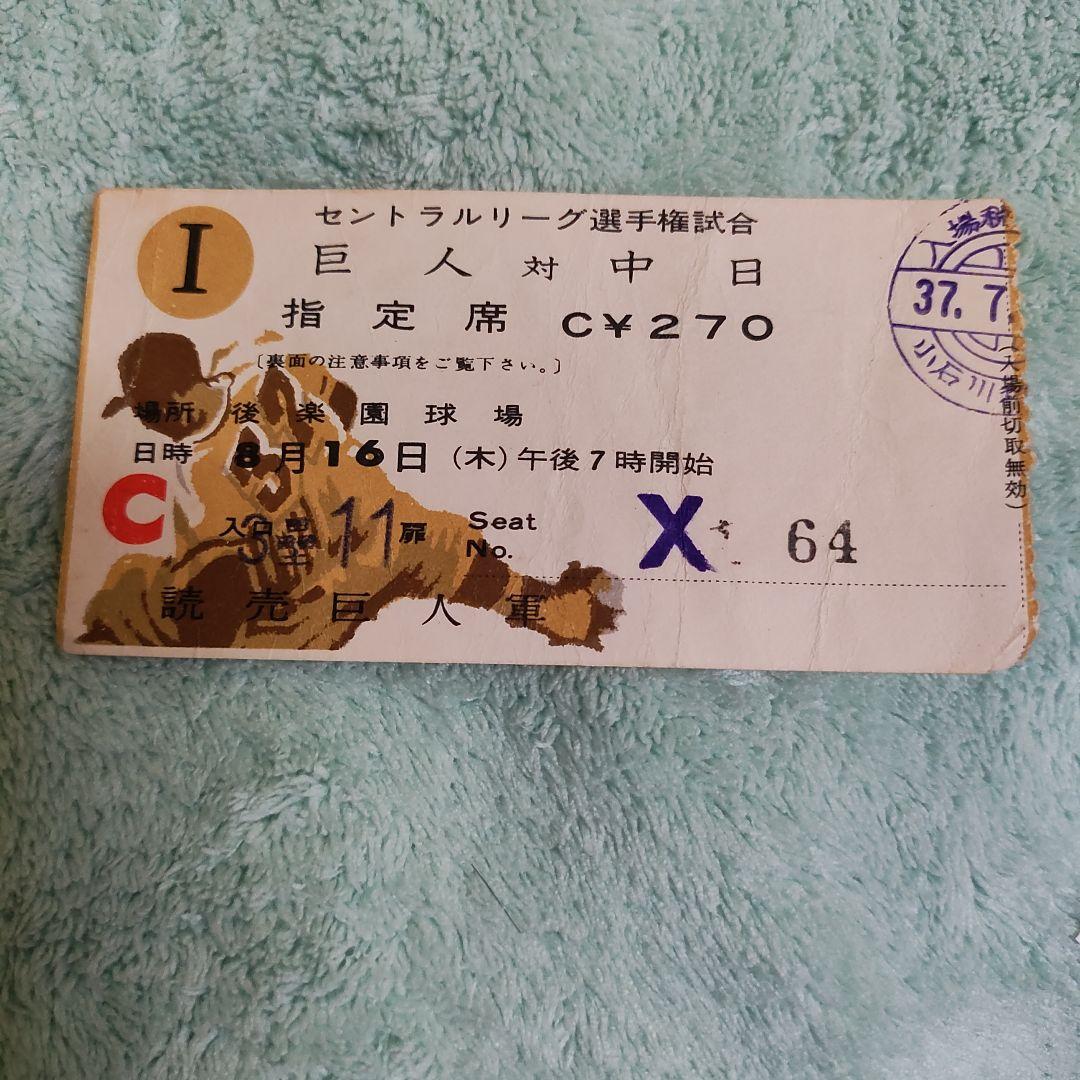 I
セントラルリーグ選手権試合
巨人対中日
指定席 C¥270
〔裏面の注意事項をご覧下さい。〕
場所 後楽園球場
日時 8月16日(木)午後7時開始
C 入口 3 11扉 Seat No. X 64
読売巨人軍
37.7
小石川
(入場前切取無効)